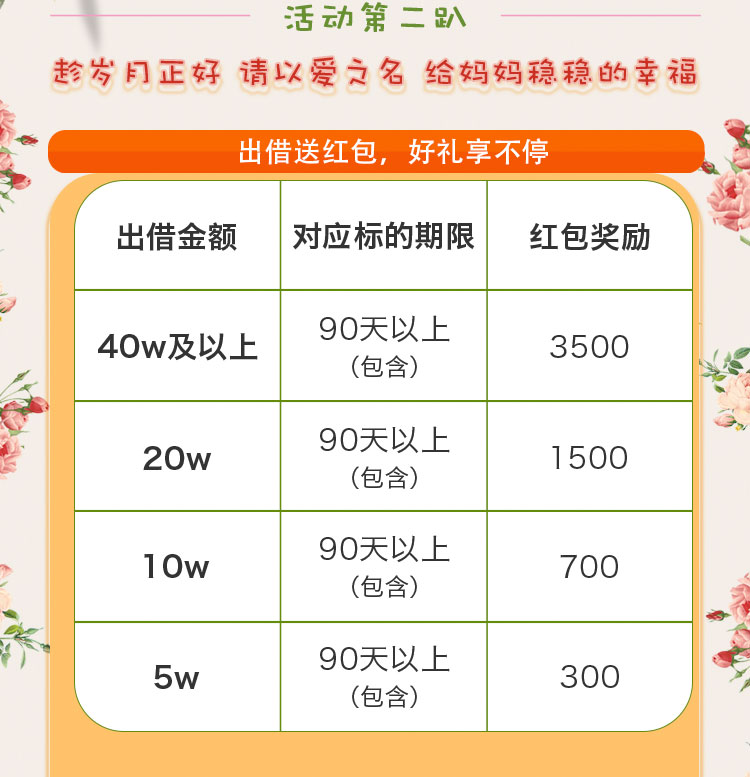 活动第二趴
趁岁月正好 请以爱之名 给妈妈稳稳的幸福
出借送红包，好礼享不停
出借金额 对应标的期限 红包奖励
40w及以上 90天以上（包含） 3500
20w 90天以上（包含） 1500
10w 90天以上（包含） 700
5w 90天以上（包含） 300